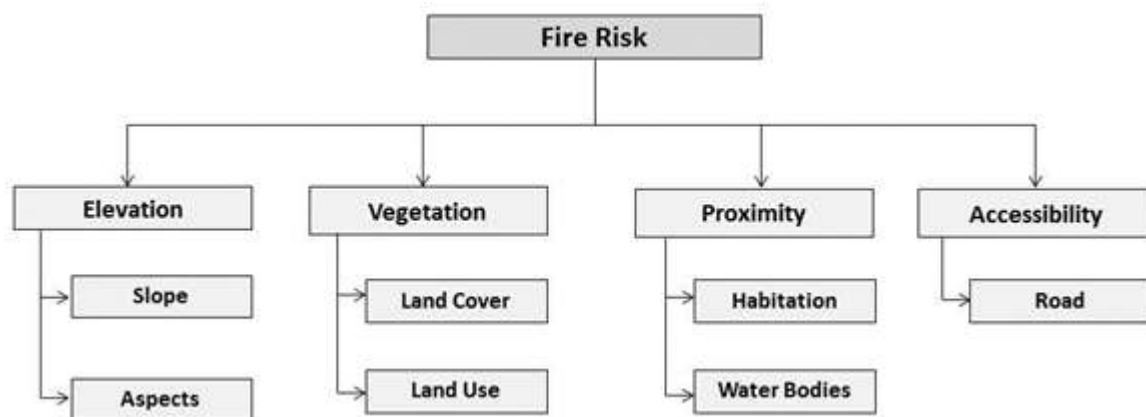 Fire Risk
Elevation
Vegetation
Proximity
Accessibility
Slope
Land Cover
Habitation
Road
Aspects
Land Use
Water Bodies